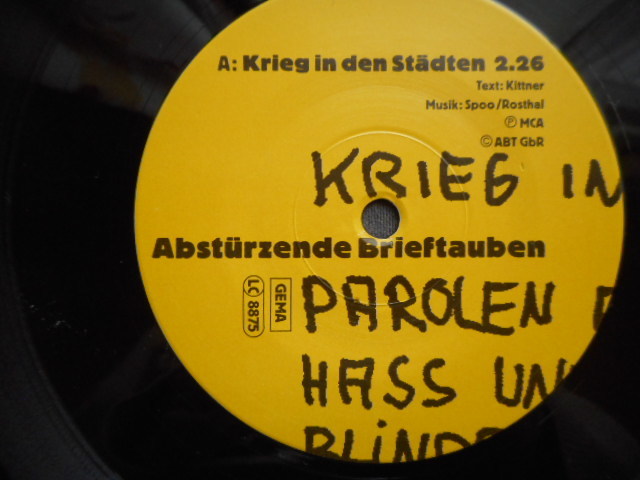 A: Krieg in den Städten 2.26
Text: Kittner
Musik: Spoo/Rosthal
Ⓟ MCA
© ABT GbR
KRIEG IN
Abstürzende Brieftauben
LC 8875
GEMA
PAROLEN
HASS UN
BLINDE